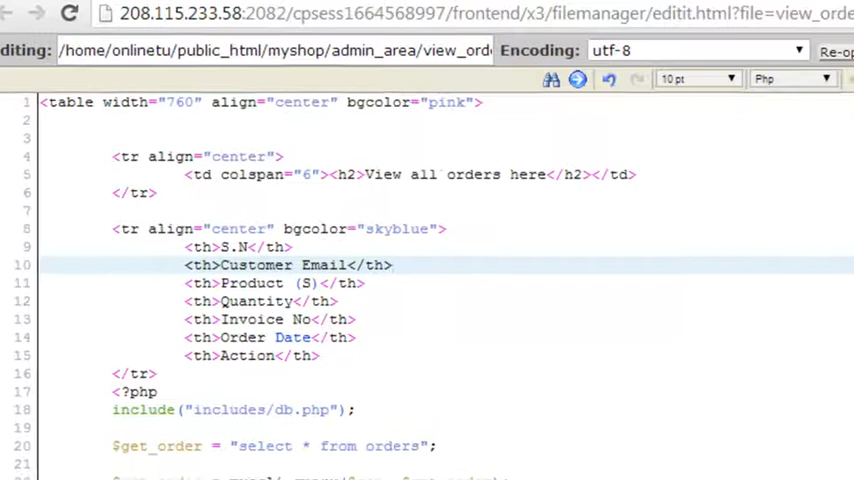 208.115.233.58:2082/cpsess1664568997/frontend/x3/filemanager/editit.html?file=view_orde
diting: /home/onlinetu/public_html/myshop/admin_area/view_ord Encoding: utf-8 Re-op
10 pt Php
1 <table width="760" align="center" bgcolor="pink">
2
3
4 <tr align="center">
5 <td colspan="6"><h2>View all orders here</h2></td>
6 </tr>
7
8 <tr align="center" bgcolor="skyblue">
9 <th>S.N</th>
10 <th>Customer Email</th>
11 <th>Product (S)</th>
12 <th>Quantity</th>
13 <th>Invoice No</th>
14 <th>Order Date</th>
15 <th>Action</th>
16 </tr>
17 <?php
18 include("includes/db.php");
19
20 $get_order = "select * from orders";
21